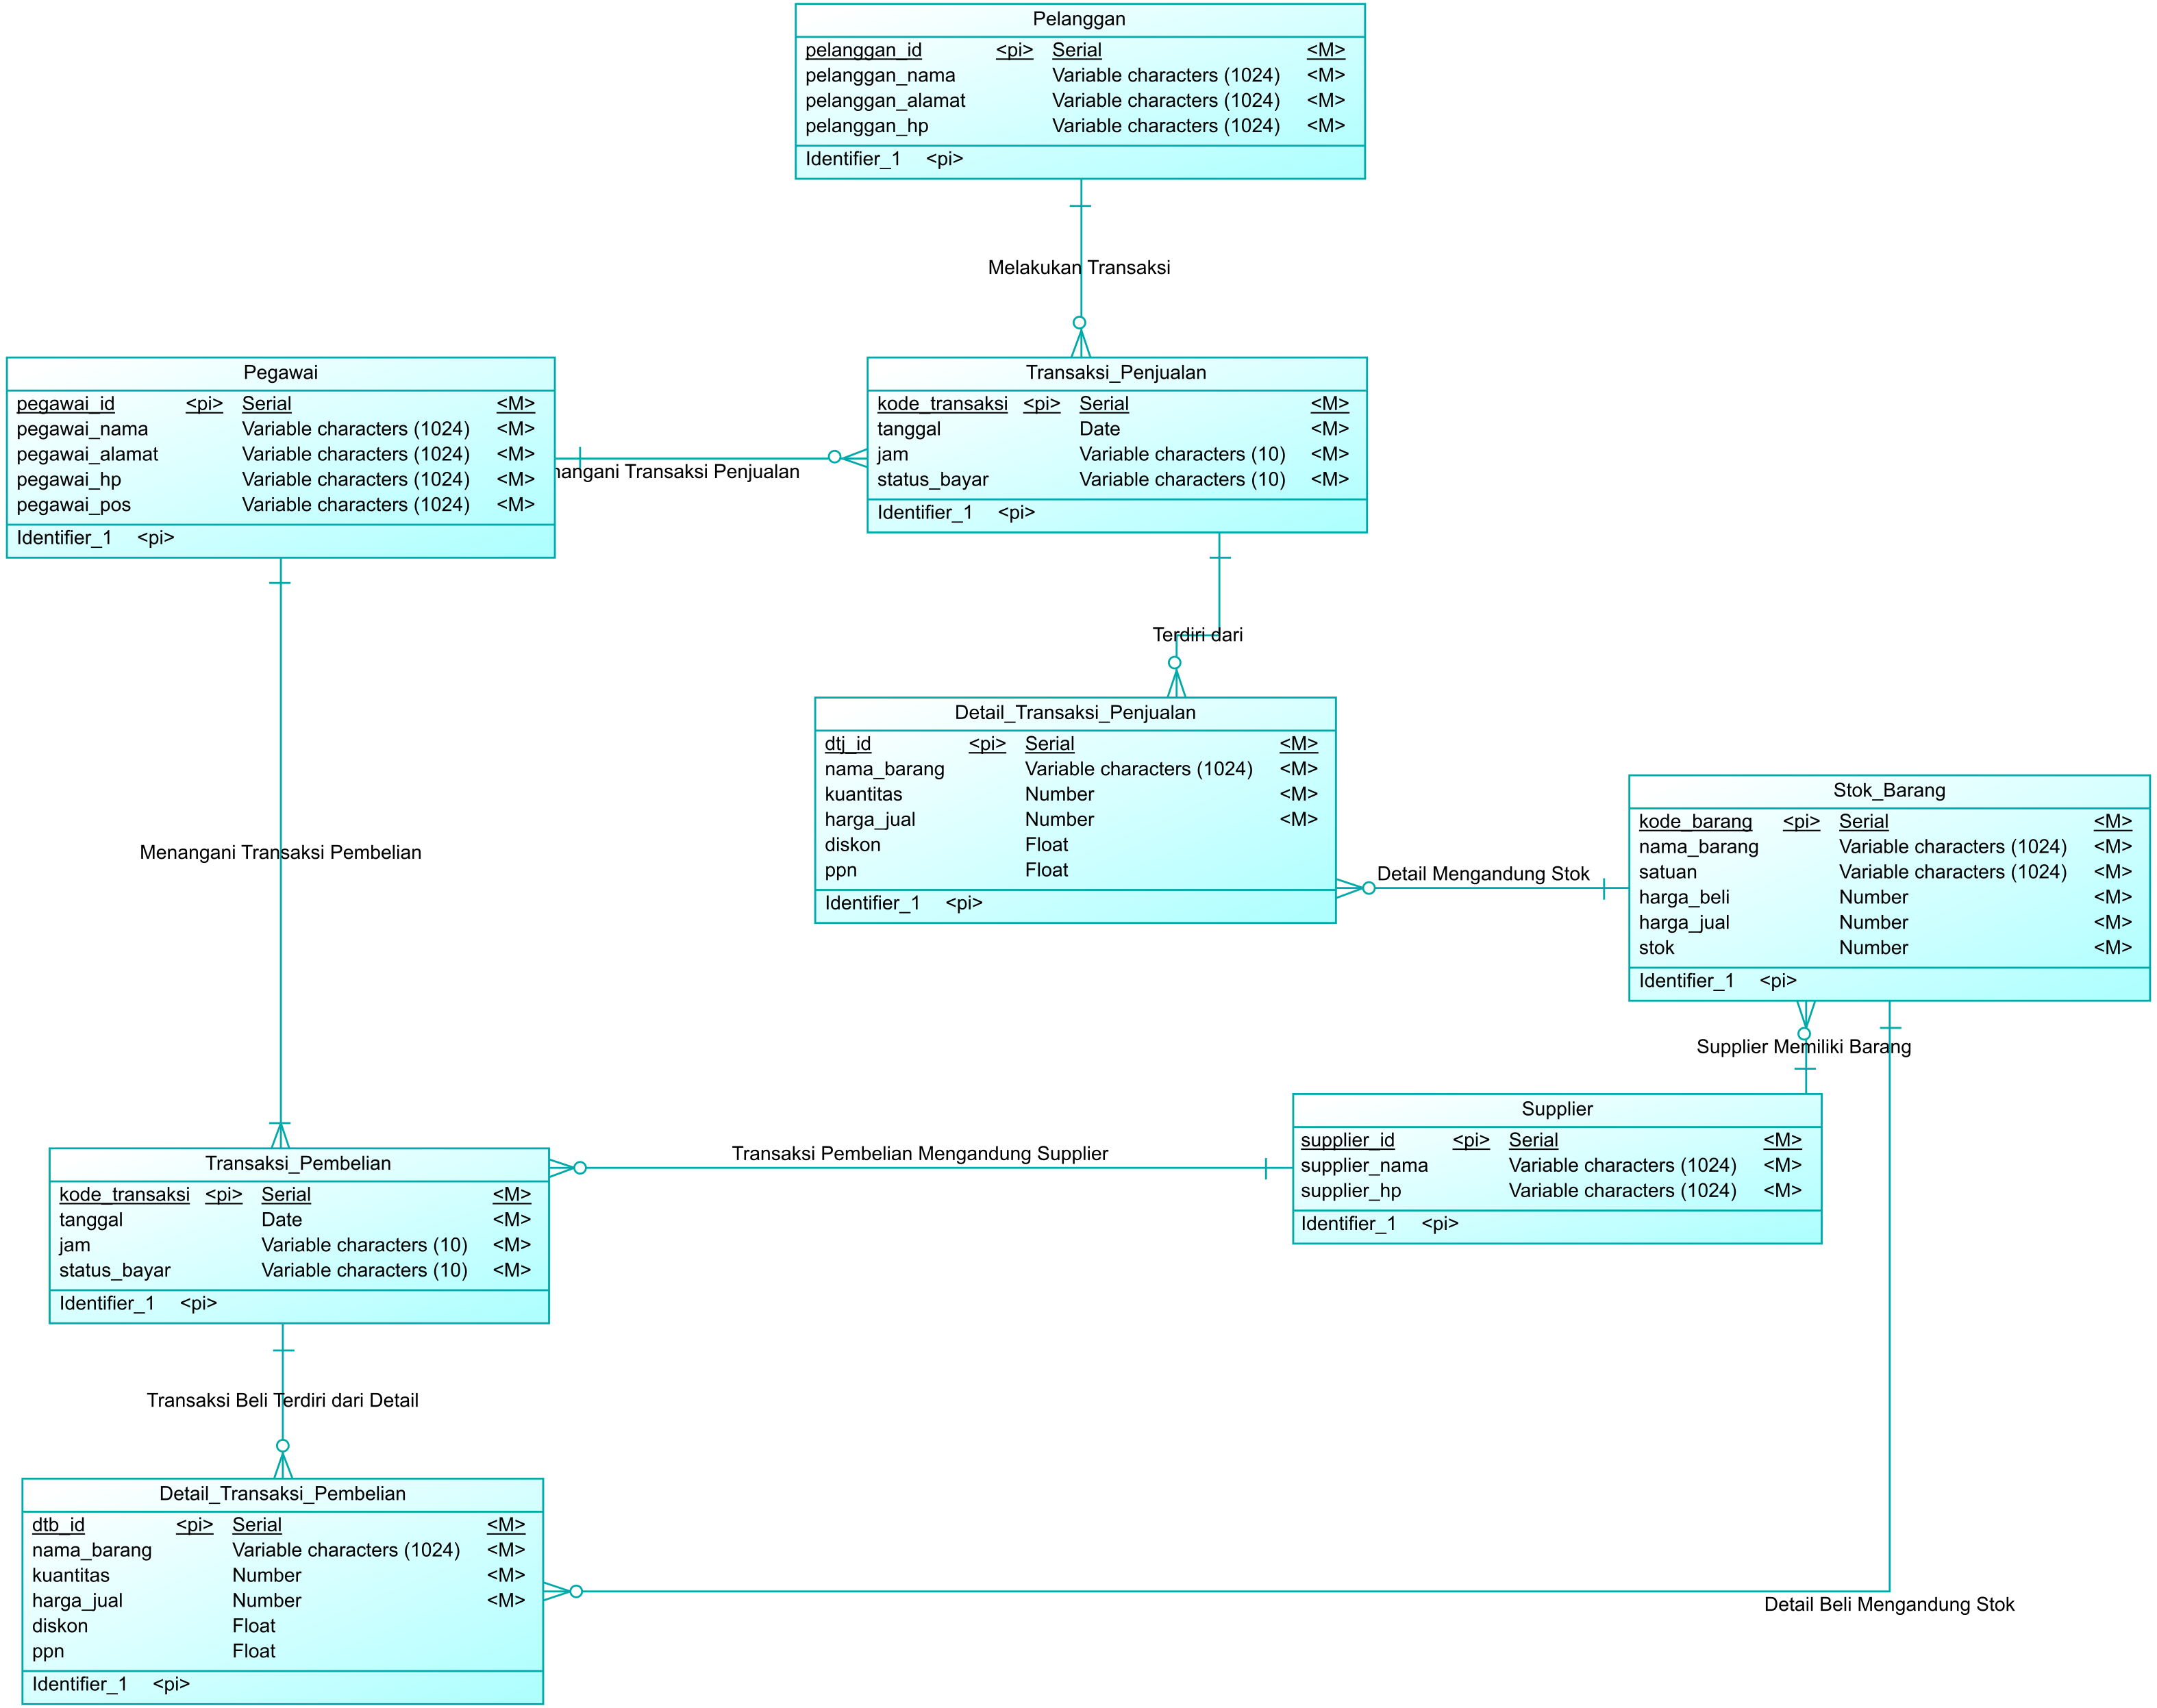 Pelanggan
pelanggan_id <pi> Serial <M>
pelanggan_nama Variable characters (1024) <M>
pelanggan_alamat Variable characters (1024) <M>
pelanggan_hp Variable characters (1024) <M>
Identifier_1 <pi>
Melakukan Transaksi
Pegawai
pegawai_id <pi> Serial <M>
pegawai_nama Variable characters (1024) <M>
pegawai_alamat Variable characters (1024) <M>
pegawai_hp Variable characters (1024) <M>
pegawai_pos Variable characters (1024) <M>
Identifier_1 <pi>
nangani Transaksi Penjualan
Transaksi_Penjualan
kode_transaksi <pi> Serial <M>
tanggal Date <M>
jam Variable characters (10) <M>
status_bayar Variable characters (10) <M>
Identifier_1 <pi>
Terdiri dari
Detail_Transaksi_Penjualan
dtj_id <pi> Serial <M>
nama_barang Variable characters (1024) <M>
kuantitas Number <M>
harga_jual Number <M>
diskon Float
ppn Float
Identifier_1 <pi>
Detail Mengandung Stok
Stok_Barang
kode_barang <pi> Serial <M>
nama_barang Variable characters (1024) <M>
satuan Variable characters (1024) <M>
harga_beli Number <M>
harga_jual Number <M>
stok Number <M>
Identifier_1 <pi>
Menangani Transaksi Pembelian
Supplier Memiliki Barang
Supplier
supplier_id <pi> Serial <M>
supplier_nama Variable characters (1024) <M>
supplier_hp Variable characters (1024) <M>
Identifier_1 <pi>
Transaksi Pembelian Mengandung Supplier
Transaksi_Pembelian
kode_transaksi <pi> Serial <M>
tanggal Date <M>
jam Variable characters (10) <M>
status_bayar Variable characters (10) <M>
Identifier_1 <pi>
Transaksi Beli Terdiri dari Detail
Detail_Transaksi_Pembelian
dtb_id <pi> Serial <M>
nama_barang Variable characters (1024) <M>
kuantitas Number <M>
harga_jual Number <M>
diskon Float
ppn Float
Identifier_1 <pi>
Detail Beli Mengandung Stok